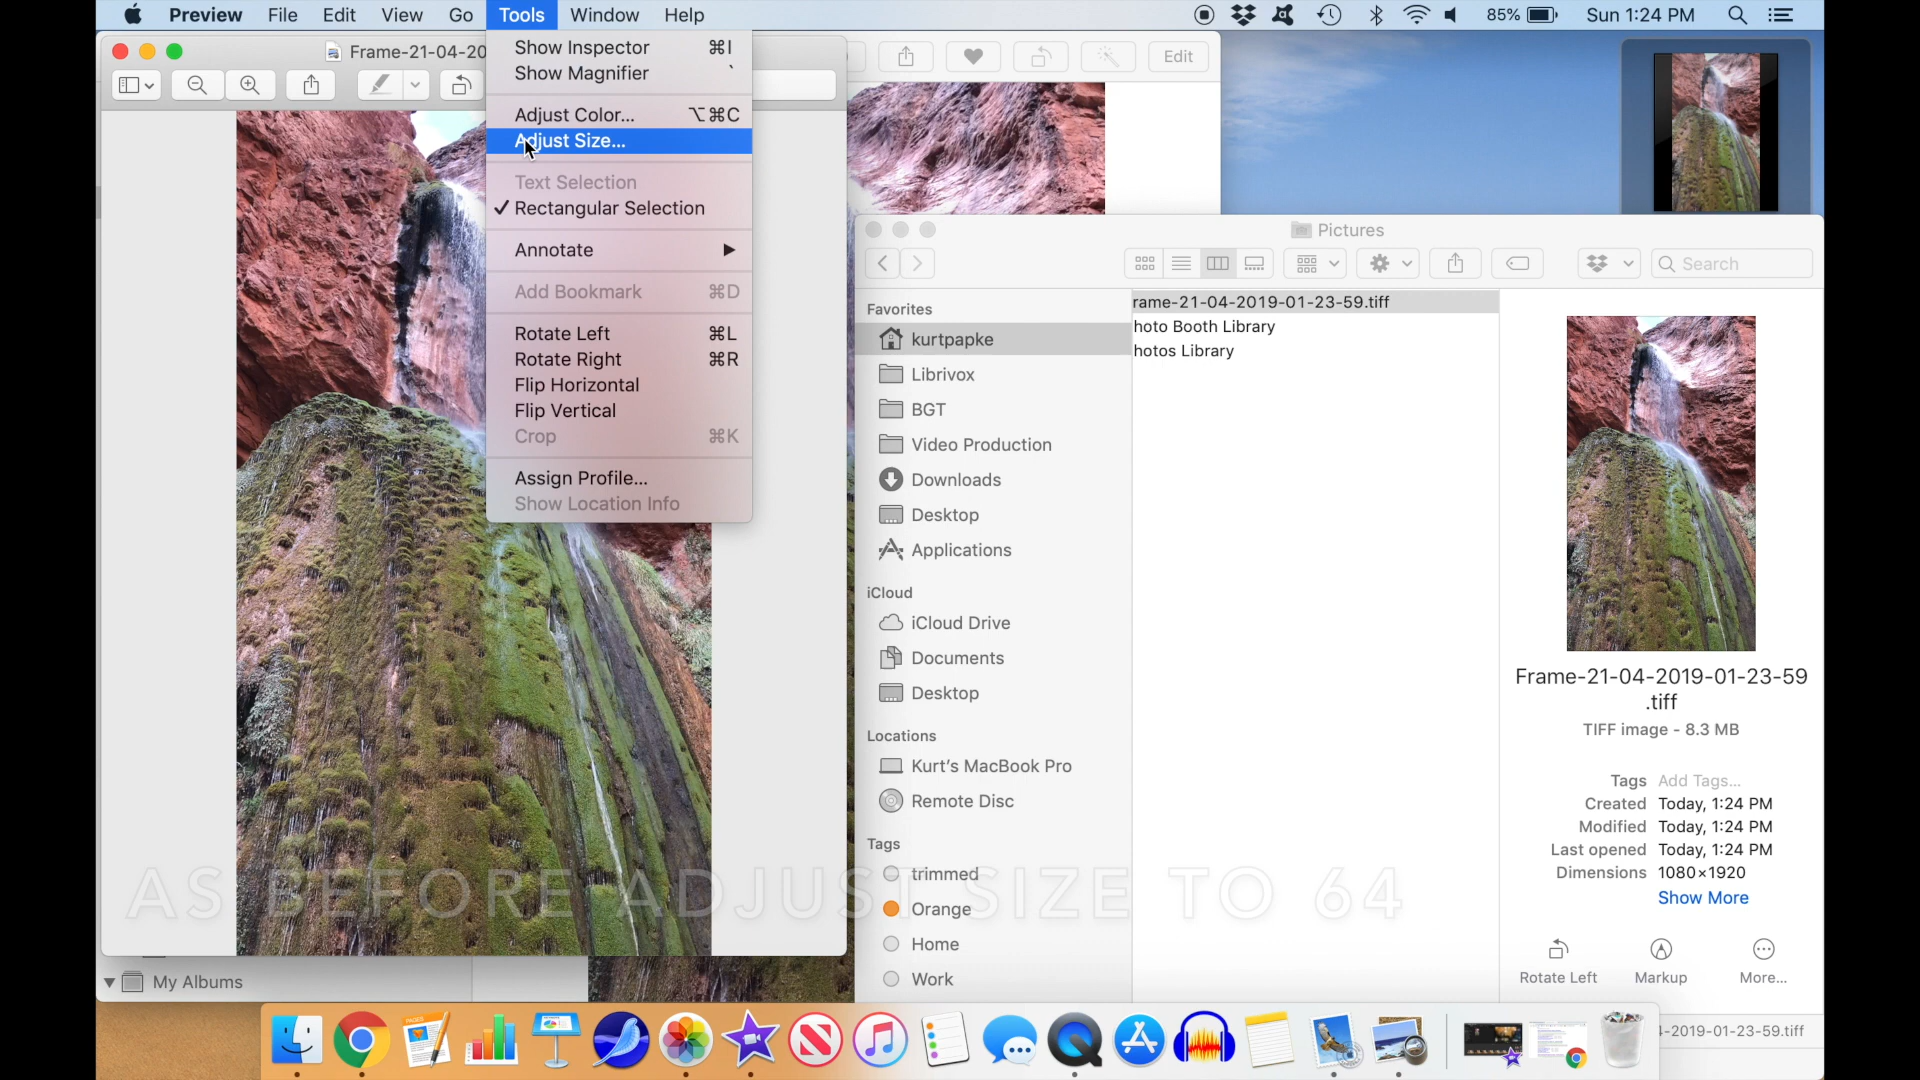 Preview File Edit View Go Tools Window Help 85% Sun 1:24 PM
Frame-21-04-20
Show Inspector ⌘I
Show Magnifier `
Adjust Color... ⌥⌘C
Adjust Size...
Text Selection
✓ Rectangular Selection
Annotate ▶
Add Bookmark ⌘D
Rotate Left ⌘L
Rotate Right ⌘R
Flip Horizontal
Flip Vertical
Crop ⌘K
Assign Profile...
Show Location Info
Edit
Pictures
Search
Favorites
kurtpapke
Librivox
BGT
Video Production
Downloads
Desktop
Applications
iCloud
iCloud Drive
Documents
Desktop
Locations
Kurt's MacBook Pro
Remote Disc
Tags
trimmed
Orange
Home
Work
rame-21-04-2019-01-23-59.tiff
hoto Booth Library
hotos Library
Frame-21-04-2019-01-23-59
.tiff
TIFF image - 8.3 MB
Tags Add Tags...
Created Today, 1:24 PM
Modified Today, 1:24 PM
Last opened Today, 1:24 PM
Dimensions 1080×1920
Show More
Rotate Left Markup More...
AS BEFORE ADJUST SIZE TO 64
My Albums
PAGES
4-2019-01-23-59.tiff